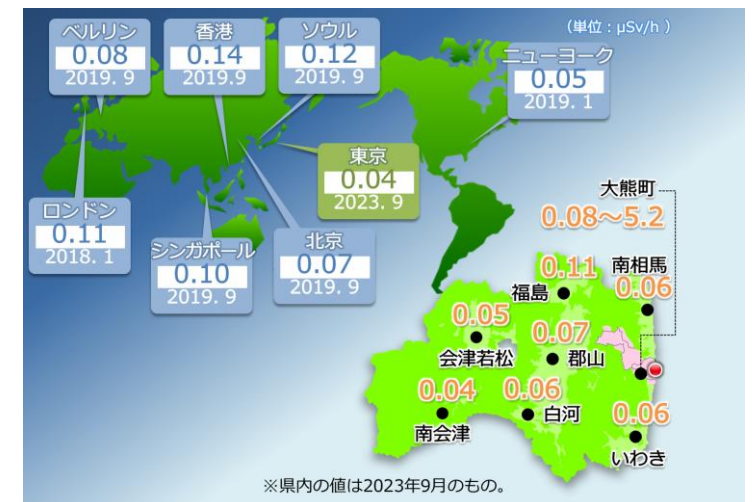 (単位：μSv/h )
ベルリン
0.08
2019. 9
香港
0.14
2019.9
ソウル
0.12
2019. 9
ニューヨーク
0.05
2019. 1
東京
0.04
2023. 9
ロンドン
0.11
2018. 1
シンガポール
0.10
2019. 9
北京
0.07
2019. 9
大熊町
0.08～5.2
福島
0.11
南相馬
0.06
会津若松
0.05
郡山
0.07
南会津
0.04
白河
0.06
いわき
0.06
※県内の値は2023年9月のもの。